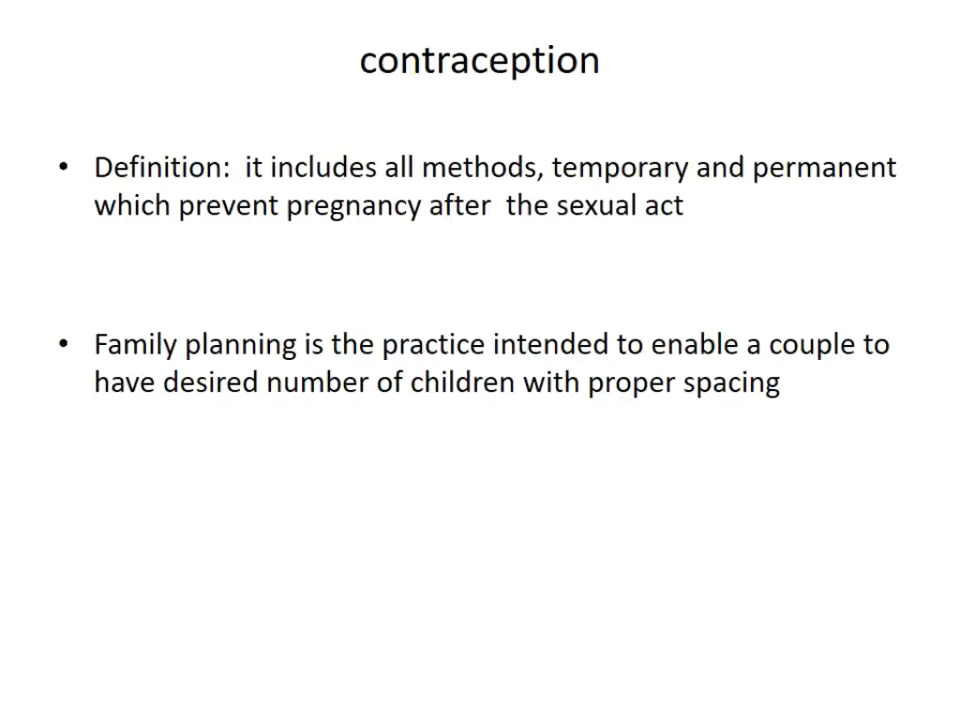 contraception
• Definition:  it includes all methods, temporary and permanent
which prevent pregnancy after  the sexual act
• Family planning is the practice intended to enable a couple to
have desired number of children with proper spacing